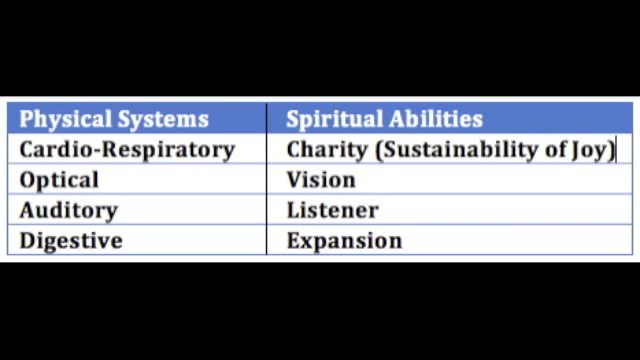 Physical Systems Spiritual Abilities
Cardio-Respiratory Charity (Sustainability of Joy)
Optical Vision
Auditory Listener
Digestive Expansion